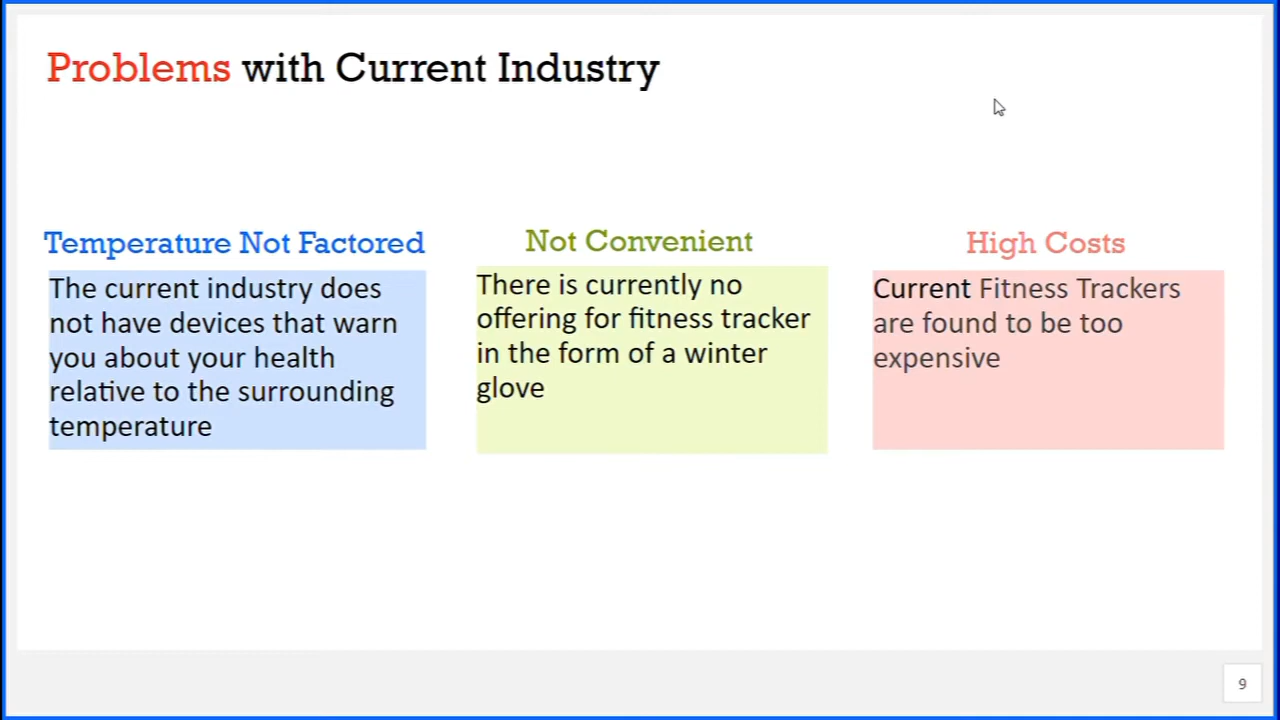 Problems with Current Industry
Temperature Not Factored
The current industry does
not have devices that warn
you about your health
relative to the surrounding
temperature
Not Convenient
There is currently no
offering for fitness tracker
in the form of a winter
glove
High Costs
Current Fitness Trackers
are found to be too
expensive
9